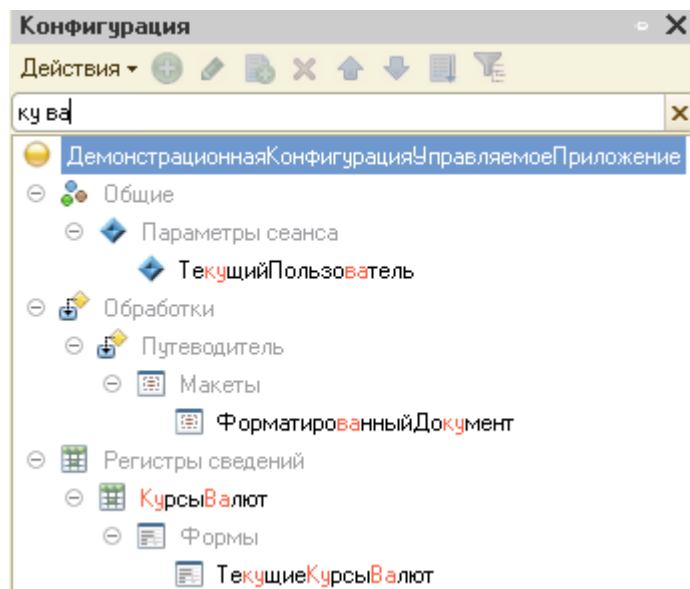 Конфигурация
Действия
ку ва
ДемонстрационнаяКонфигурацияУправляемоеПриложение
Общие
Параметры сеанса
ТекущийПользователь
Обработки
Путеводитель
Макеты
ФорматированныйДокумент
Регистры сведений
КурсыВалют
Формы
ТекущиеКурсыВалют